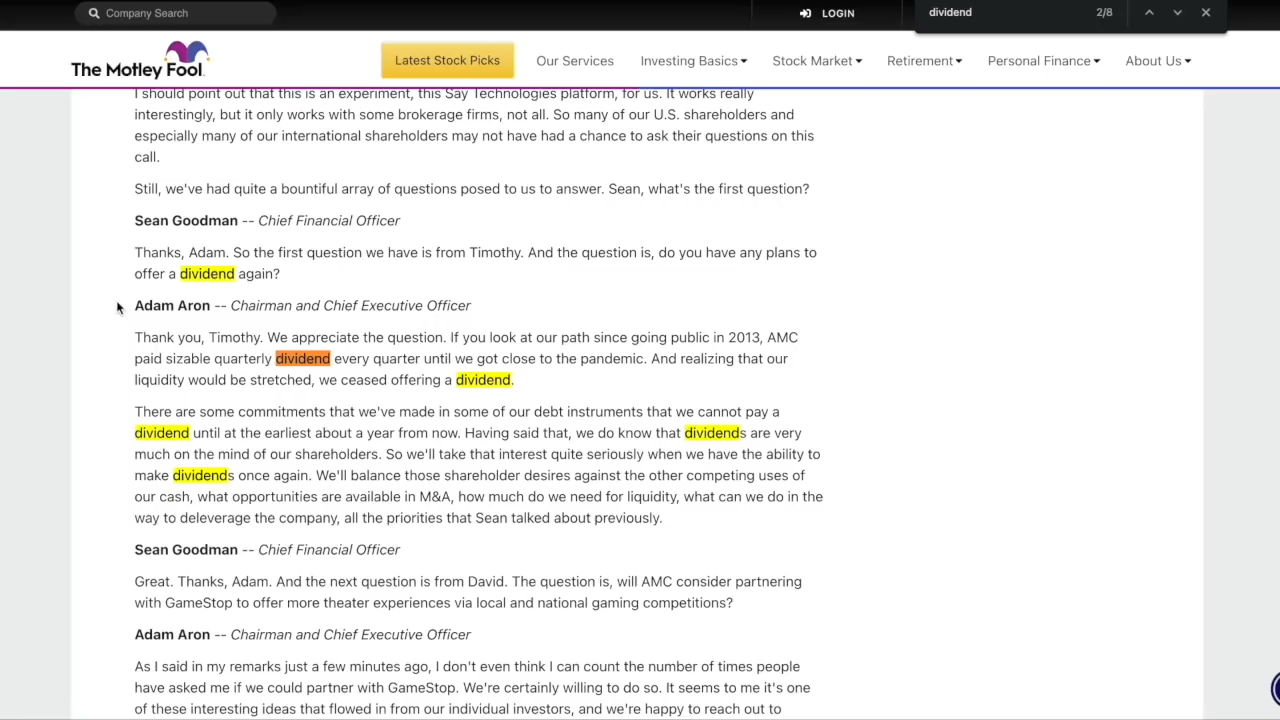 Company Search
LOGIN
dividend
2/8
The Motley Fool
Latest Stock Picks
Our Services
Investing Basics
Stock Market
Retirement
Personal Finance
About Us
I should point out that this is an experiment, this Say Technologies platform, for us. It works really
interestingly, but it only works with some brokerage firms, not all. So many of our U.S. shareholders and
especially many of our international shareholders may not have had a chance to ask their questions on this
call.
Still, we've had quite a bountiful array of questions posed to us to answer. Sean, what's the first question?
Sean Goodman -- Chief Financial Officer
Thanks, Adam. So the first question we have is from Timothy. And the question is, do you have any plans to
offer a dividend again?
Adam Aron -- Chairman and Chief Executive Officer
Thank you, Timothy. We appreciate the question. If you look at our path since going public in 2013, AMC
paid sizable quarterly dividend every quarter until we got close to the pandemic. And realizing that our
liquidity would be stretched, we ceased offering a dividend.
There are some commitments that we've made in some of our debt instruments that we cannot pay a
dividend until at the earliest about a year from now. Having said that, we do know that dividends are very
much on the mind of our shareholders. So we'll take that interest quite seriously when we have the ability to
make dividends once again. We'll balance those shareholder desires against the other competing uses of
our cash, what opportunities are available in M&A, how much do we need for liquidity, what can we do in the
way to deleverage the company, all the priorities that Sean talked about previously.
Sean Goodman -- Chief Financial Officer
Great. Thanks, Adam. And the next question is from David. The question is, will AMC consider partnering
with GameStop to offer more theater experiences via local and national gaming competitions?
Adam Aron -- Chairman and Chief Executive Officer
As I said in my remarks just a few minutes ago, I don't even think I can count the number of times people
have asked me if we could partner with GameStop. We're certainly willing to do so. It seems to me it's one
of these interesting ideas that flowed in from our individual investors, and we're happy to reach out to